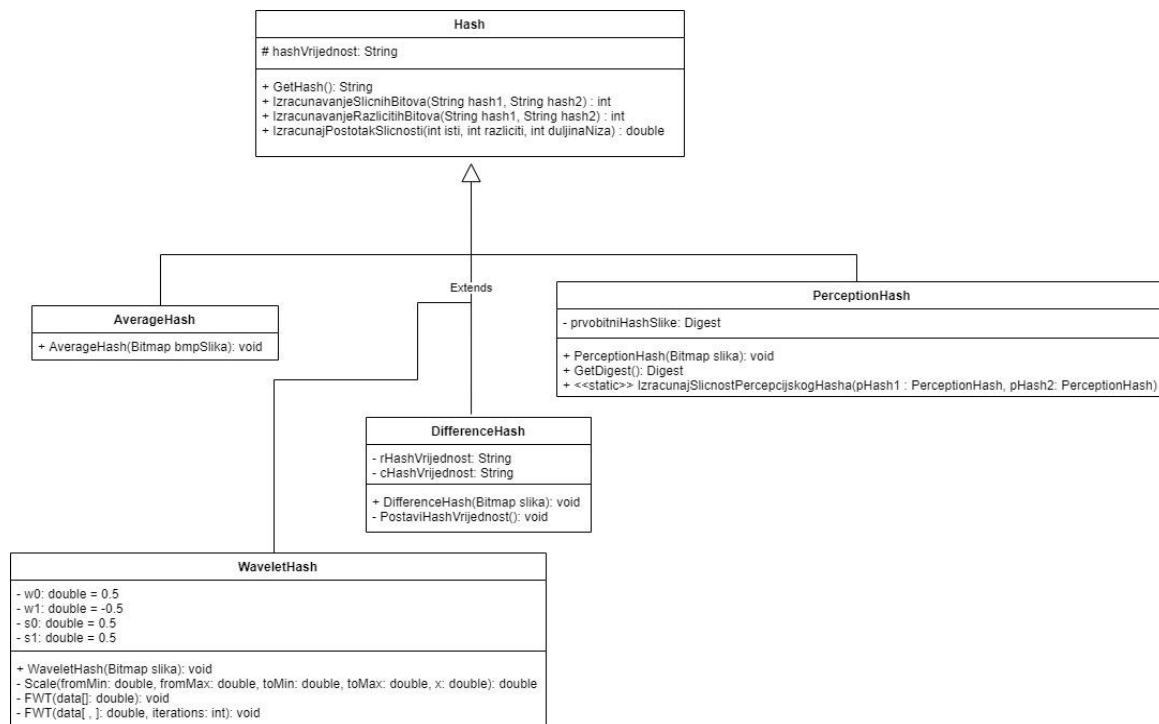 Hash
# hashVrijednost: String
+ GetHash(): String
+ IzracunavanjeSlicnihBitova(String hash1, String hash2) : int
+ IzracunavanjeRazlicitihBitova(String hash1, String hash2) : int
+ IzracunajPostotakSlicnosti(int isti, int razliciti, int duljinaNiza) : double
Extends
AverageHash
+ AverageHash(Bitmap bmpSlika): void
PerceptionHash
- prvobitniHashSlike: Digest
+ PerceptionHash(Bitmap slika): void
+ GetDigest(): Digest
+ <<static>> IzracunajSlicnostPercepcijskogHasha(pHash1 : PerceptionHash, pHash2: PerceptionHash)
DifferenceHash
- rHashVrijednost: String
- cHashVrijednost: String
+ DifferenceHash(Bitmap slika): void
- PostaviHashVrijednost(): void
WaveletHash
- w0: double = 0.5
- w1: double = -0.5
- s0: double = 0.5
- s1: double = 0.5
+ WaveletHash(Bitmap slika): void
- Scale(fromMin: double, fromMax: double, toMin: double, toMax: double, x: double): double
- FWT(data[]: double): void
- FWT(data[ , ]: double, iterations: int): void